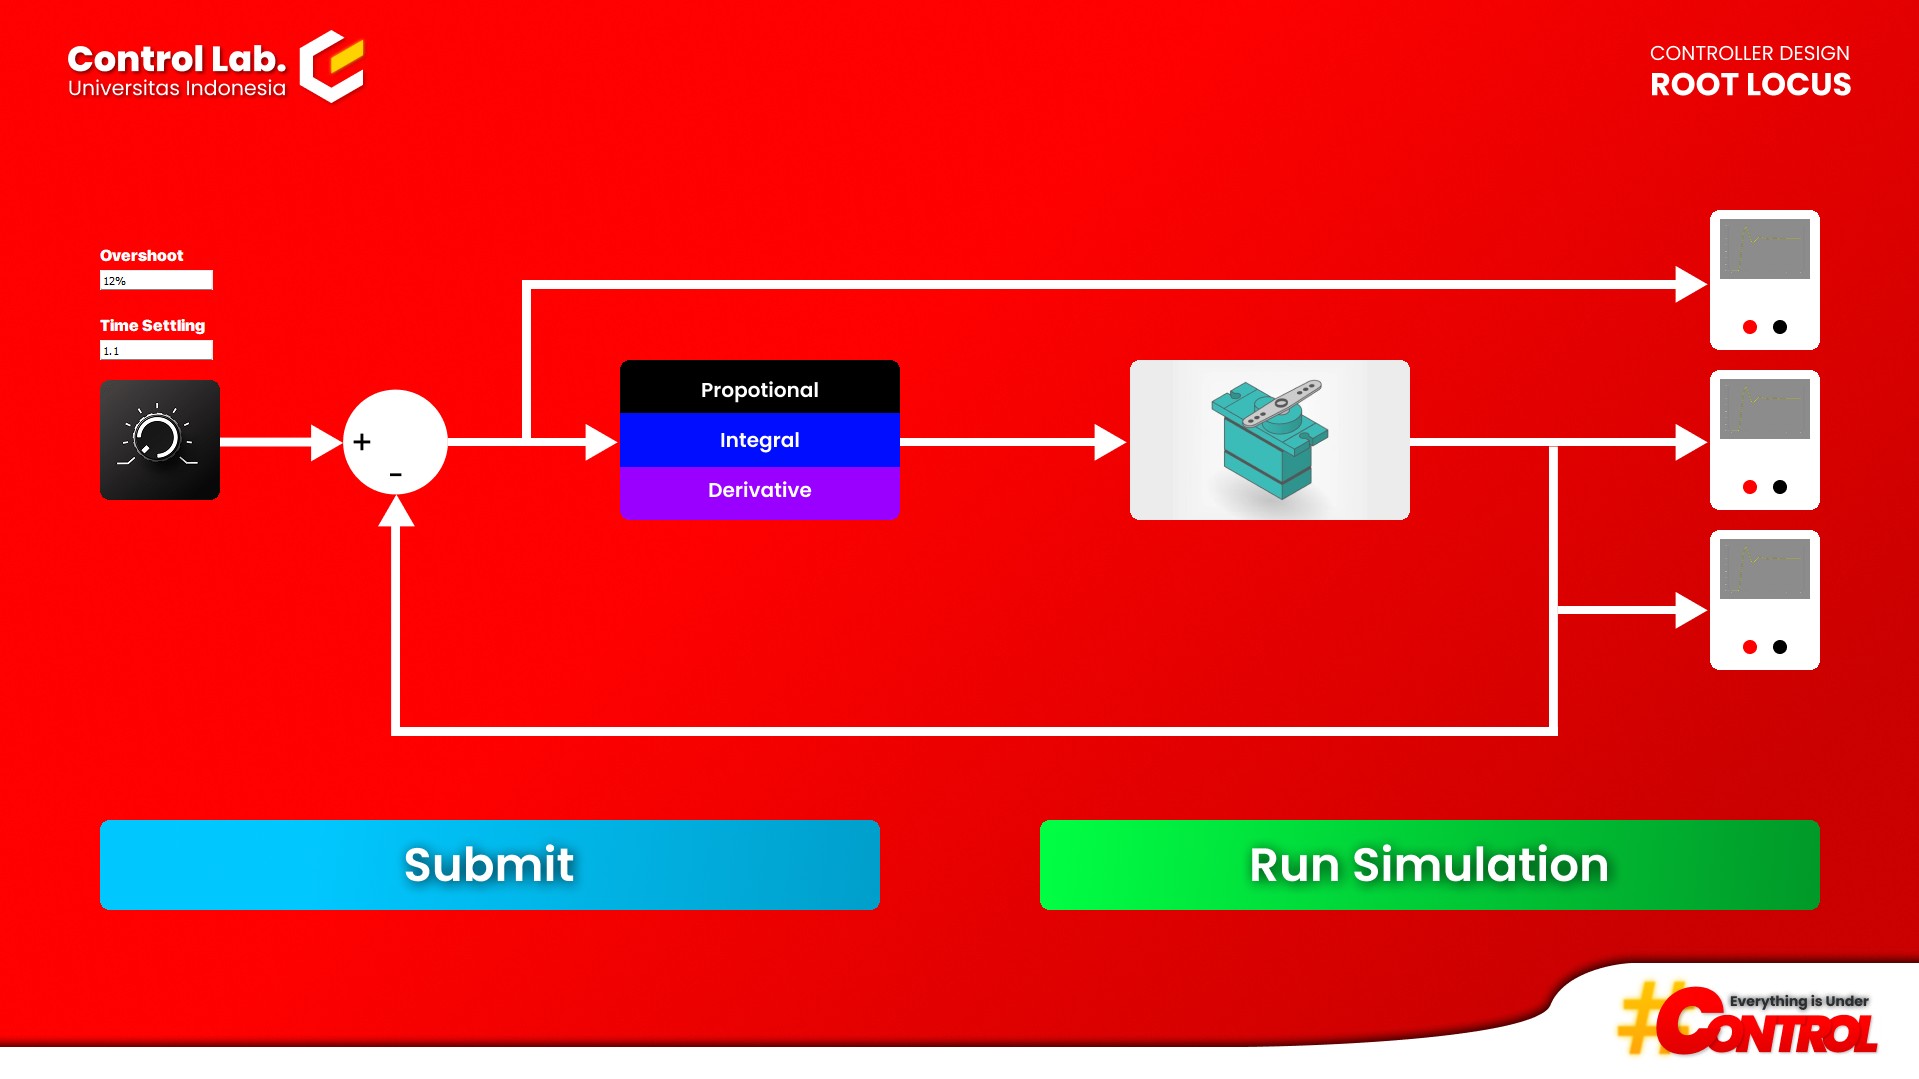 Control Lab.
Universitas Indonesia
CONTROLLER DESIGN
ROOT LOCUS
Overshoot
12%
Time Settling
1.1
+
-
Propotional
Integral
Derivative
Submit
Run Simulation
Everything is Under
#CONTROL